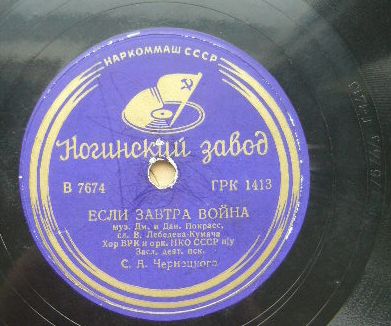 НАРКОММАШ СССР
Ногинский завод
В 7674 ГРК 1413
ЕСЛИ ЗАВТРА ВОЙНА
муз. Дм. и Дан. Покрасс,
сл. В. Лебедева-Кумача
Хор ВРК и орк. НКО СССР п/у
Засл. деят. иск.
С. А. Чернецкого